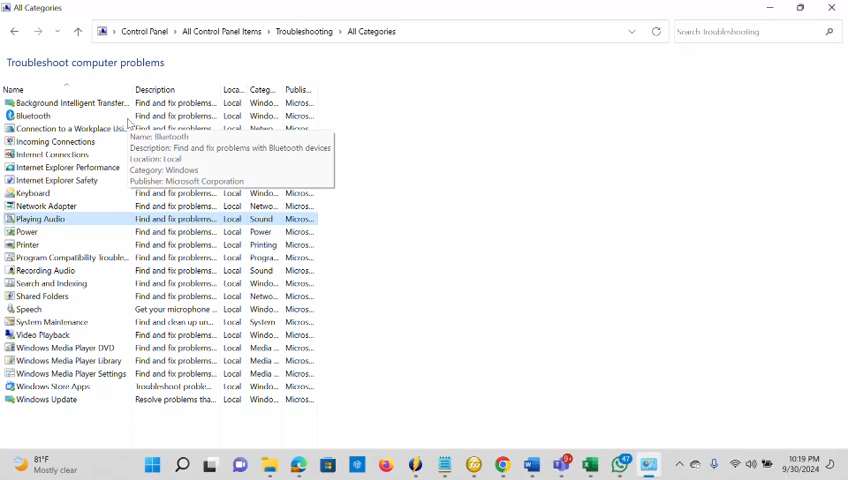 All Categories
Control Panel > All Control Panel Items > Troubleshooting > All Categories
Search Troubleshooting
Troubleshoot computer problems
Name Description Loca... Categ... Publis...
Background Intelligent Transfer... Find and fix problems... Local Windo... Micros...
Bluetooth Find and fix problems... Local Windo... Micros...
Connection to a Workplace Usi... Find and fix problems... Local Netwo... Micros...
Name: Bluetooth
Description: Find and fix problems with Bluetooth devices
Location: Local
Category: Windows
Publisher: Microsoft Corporation
Incoming Connections
Internet Connections
Internet Explorer Performance
Internet Explorer Safety
Keyboard Find and fix problems... Local Windo... Micros...
Network Adapter Find and fix problems... Local Netwo... Micros...
Playing Audio Find and fix problems... Local Sound Micros...
Power Find and fix problems... Local Power Micros...
Printer Find and fix problems... Local Printing Micros...
Program Compatibility Trouble... Find and fix problems... Local Progra... Micros...
Recording Audio Find and fix problems... Local Sound Micros...
Search and Indexing Find and fix problems... Local Windo... Micros...
Shared Folders Find and fix problems... Local Netwo... Micros...
Speech Get your microphone ... Local Windo... Micros...
System Maintenance Find and clean up un... Local System Micros...
Video Playback Find and fix problems... Local Windo... Micros...
Windows Media Player DVD Find and fix problems... Local Media ... Micros...
Windows Media Player Library Find and fix problems... Local Media ... Micros...
Windows Media Player Settings Find and fix problems... Local Media ... Micros...
Windows Store Apps Troubleshoot proble... Local Windo... Micros...
Windows Update Resolve problems tha... Local Windo... Micros...
81°F
Mostly clear
9+
47
10:19 PM
9/30/2024